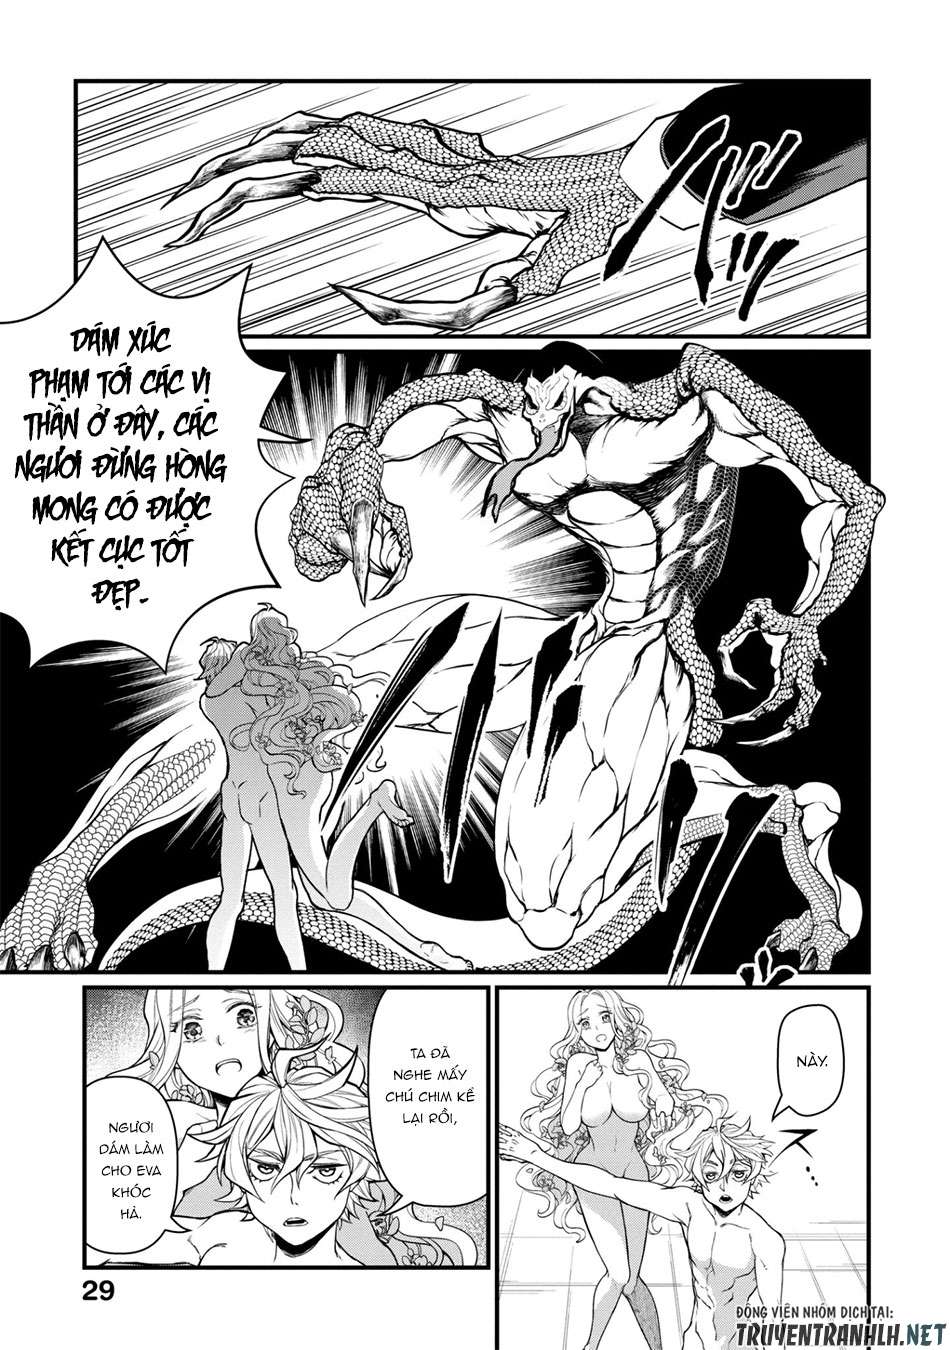 バッ
DÁM XÚC
PHẠM TỚI CÁC VỊ
THẦN Ở ĐÂY, CÁC
NGƯƠI ĐỪNG HÒNG
MONG CÓ ĐƯỢC
KẾT CỤC TỐT
ĐẸP.
NÀY.
TA ĐÃ
NGHE MẤY
CHÚ CHIM KỂ
LẠI RỒI,
NGƯƠI
DÁM LÀM
CHO EVA
KHÓC
HẢ.
29
ĐỘNG VIÊN NHÓM DỊCH TẠI:
TRUYENTRANHLH.NET